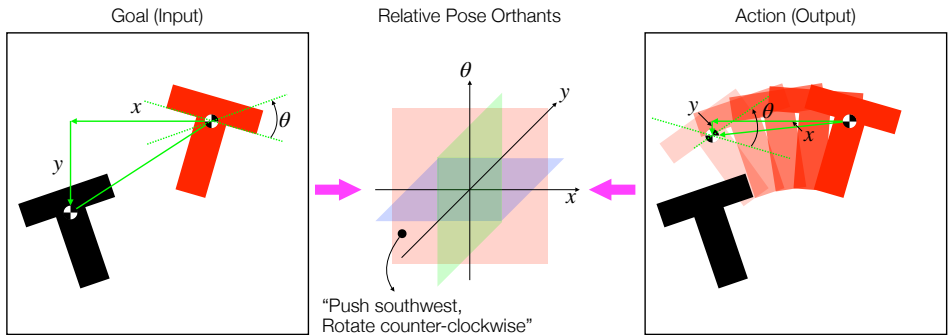 Goal (Input)
Relative Pose Orthants
Action (Output)
x
y
θ
θ
y
x
y
θ
x
“Push southwest,
Rotate counter-clockwise”